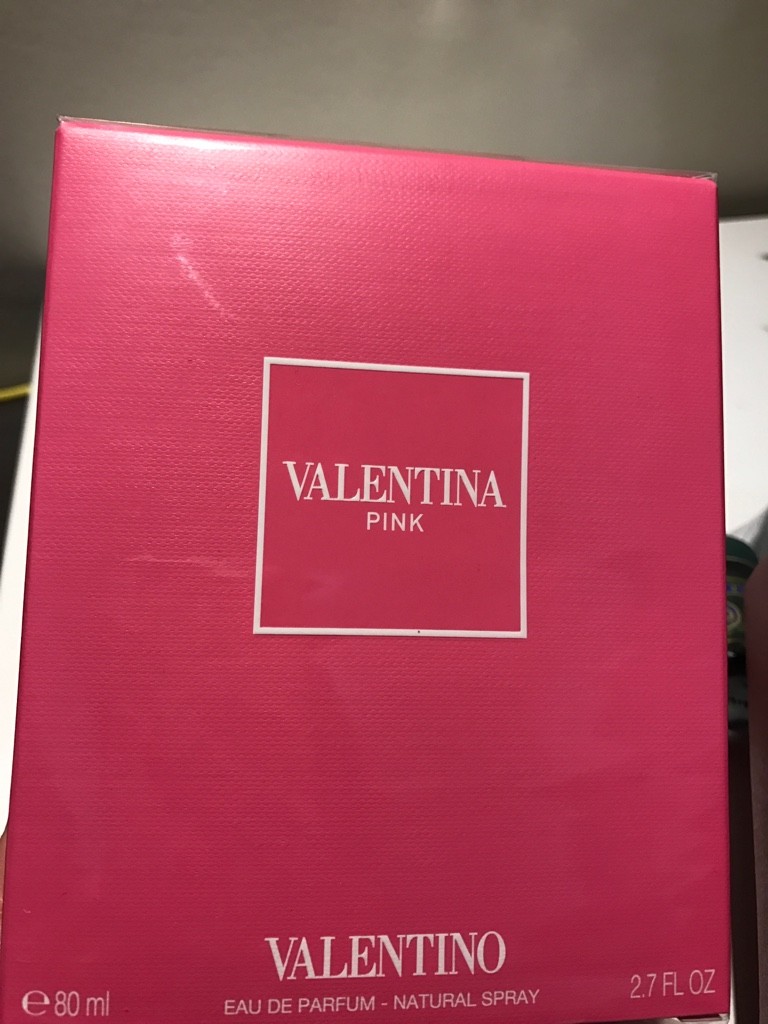 VALENTINA
PINK
VALENTINO
℮80 ml EAU DE PARFUM - NATURAL SPRAY 2.7 FL OZ